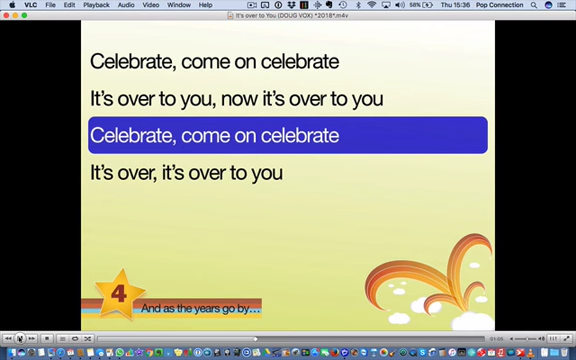 VLC File Edit View Playback Audio Video Subtitle Window Help 58% Thu 15:36 Pop Connection
It's over to You (DOUG VOX) *2018*.m4v
Celebrate, come on celebrate
It's over to you, now it's over to you
Celebrate, come on celebrate
It's over, it's over to you
4
And as the years go by...